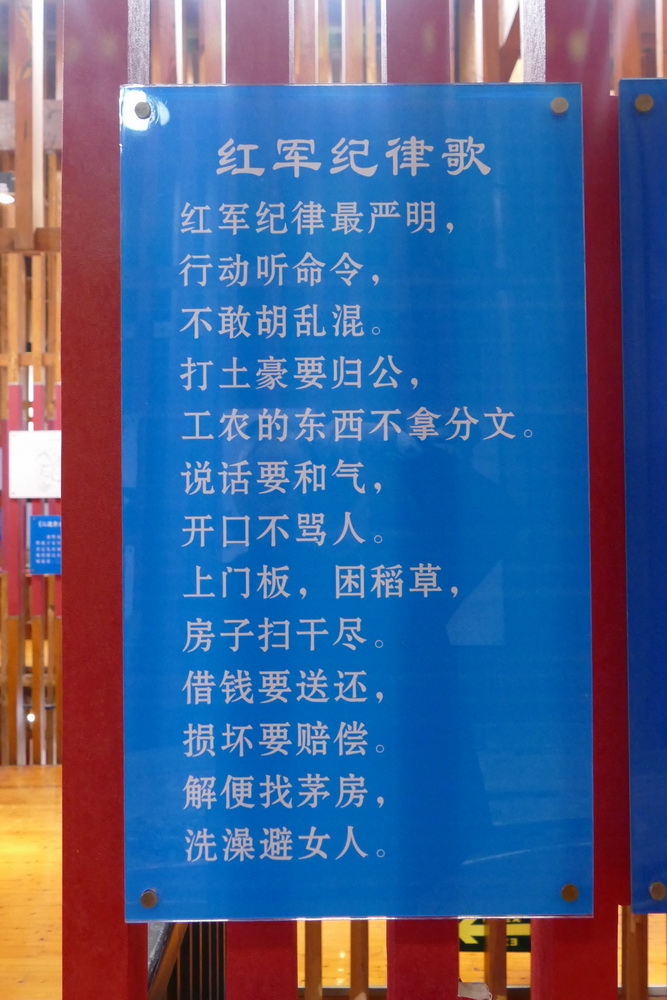 红军纪律歌
红军纪律最严明，
行动听命令，
不敢胡乱混。
打土豪要归公，
工农的东西不拿分文。
说话要和气，
开口不骂人。
上门板，困稻草，
房子扫干尽。
借钱要送还，
损坏要赔偿。
解便找茅房，
洗澡避女人。